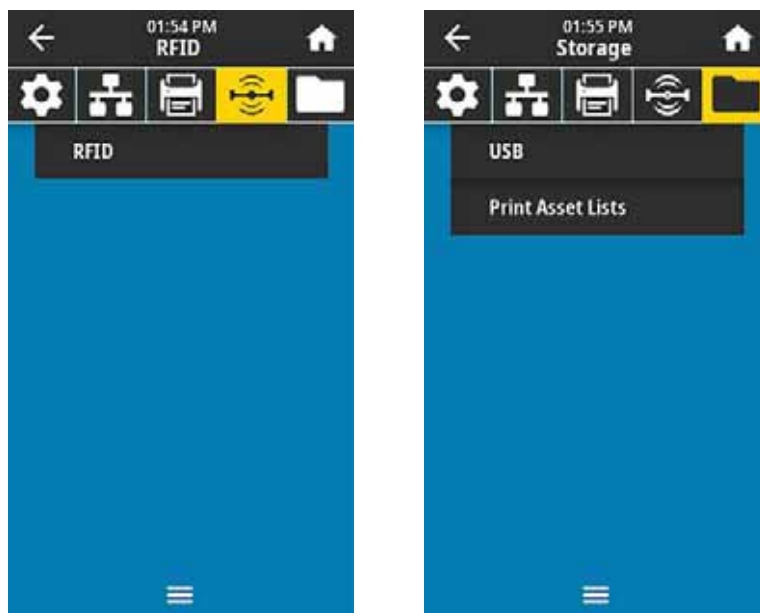 01:54 PM
RFID
RFID
01:55 PM
Storage
USB
Print Asset Lists